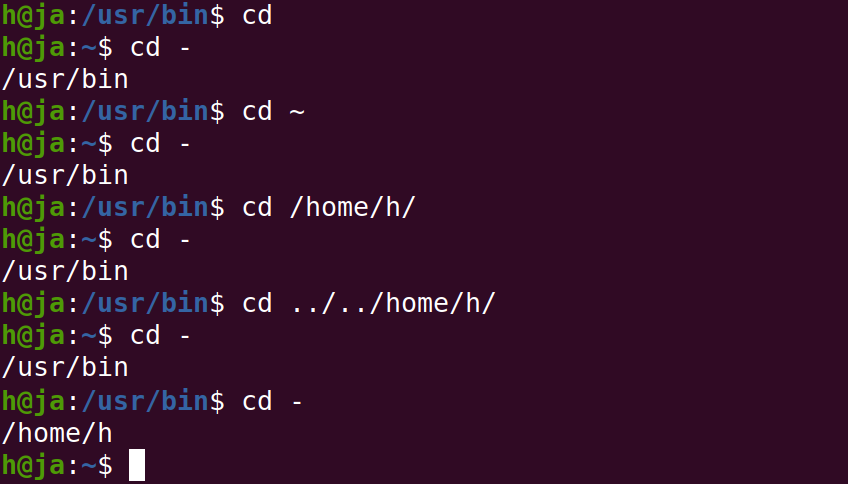 h@ja:/usr/bin$ cd
h@ja:~$ cd -
/usr/bin
h@ja:/usr/bin$ cd ~
h@ja:~$ cd -
/usr/bin
h@ja:/usr/bin$ cd /home/h/
h@ja:~$ cd -
/usr/bin
h@ja:/usr/bin$ cd ../../home/h/
h@ja:~$ cd -
/usr/bin
h@ja:/usr/bin$ cd -
/home/h
h@ja:~$